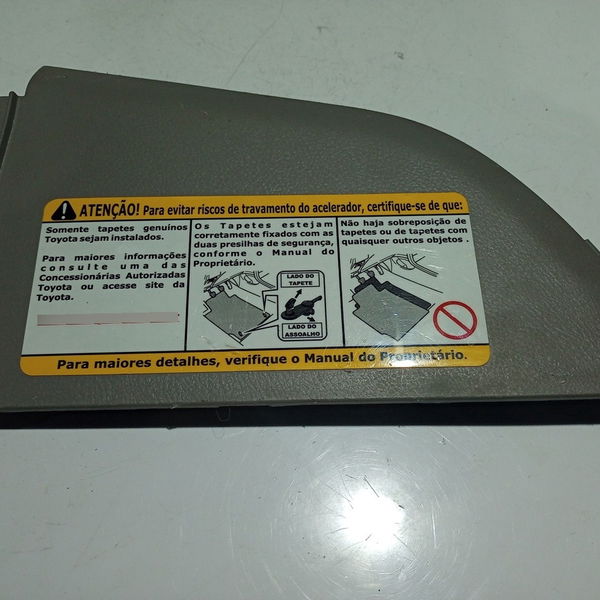 ATENÇÃO! Para evitar riscos de travamento do acelerador, certifique-se de que:
Somente tapetes genuínos
Toyota sejam instalados.
Para maiores informações
consulte uma das
Concessionárias Autorizadas
Toyota ou acesse site da
Toyota.
Os Tapetes estejam
corretamente fixados com as
duas presilhas de segurança,
conforme o Manual do
Proprietário.
LADO DO
TAPETE
LADO DO
ASSOALHO
Não haja sobreposição de
tapetes ou de tapetes com
quaisquer outros objetos .
Para maiores detalhes, verifique o Manual do Proprietário.